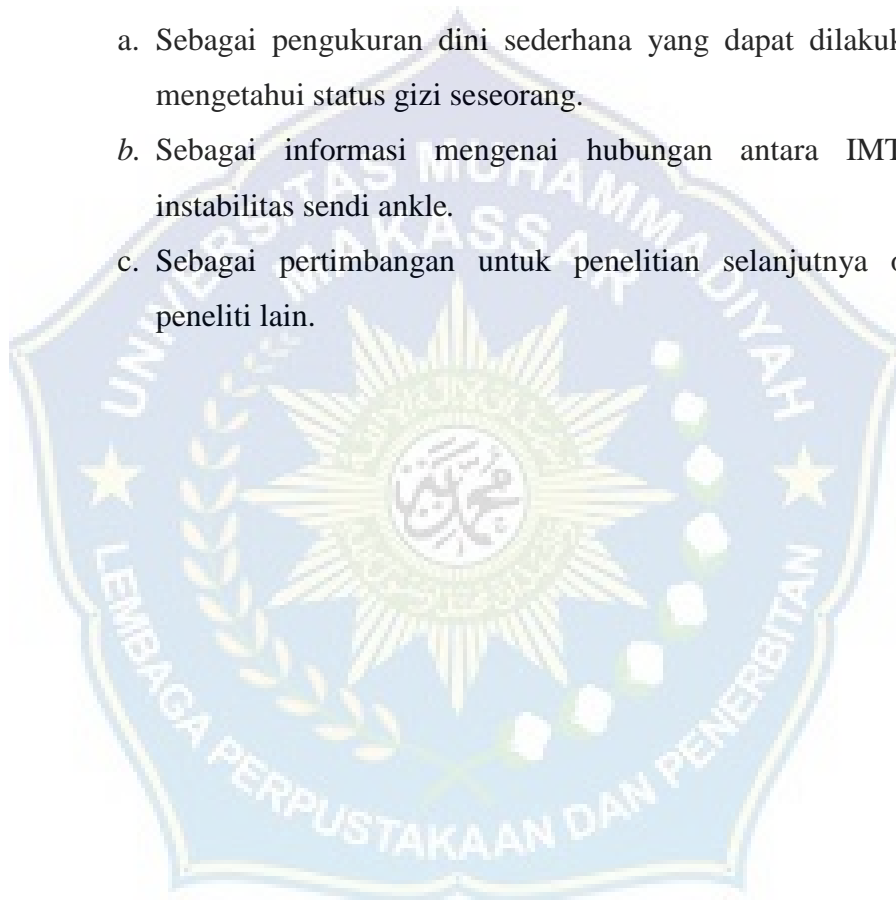 a. Sebagai pengukuran dini sederhana yang dapat
mengetahui status gizi seseorang.
b. Sebagai informasi mengenai hubungan antara IMT
instabilitas sendi ankle.
c. Sebagai pertimbangan untuk penelitian selanjutnya
peneliti lain.
UNIVERSITAS MUHAMMADIYAH
MAKASSAR
LEMBAGA PERPUSTAKAAN DAN PENERBITAN